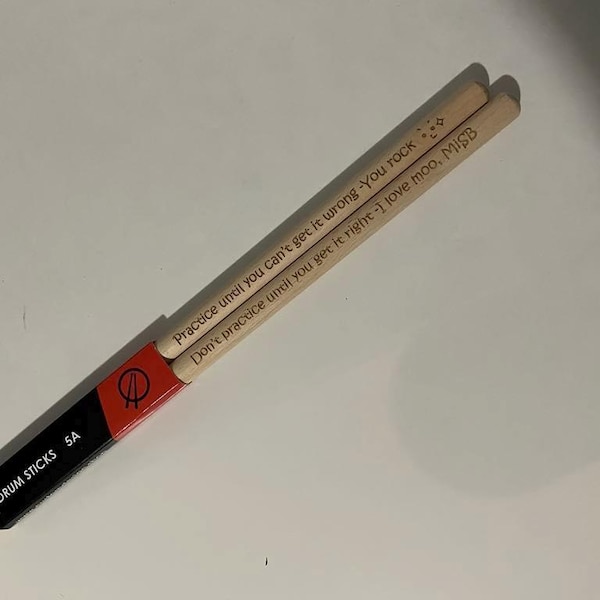 Practice until you can't get it wrong -You rock
Don't practice until you get it right -I love moo, MiSB
DRUM STICKS 5A